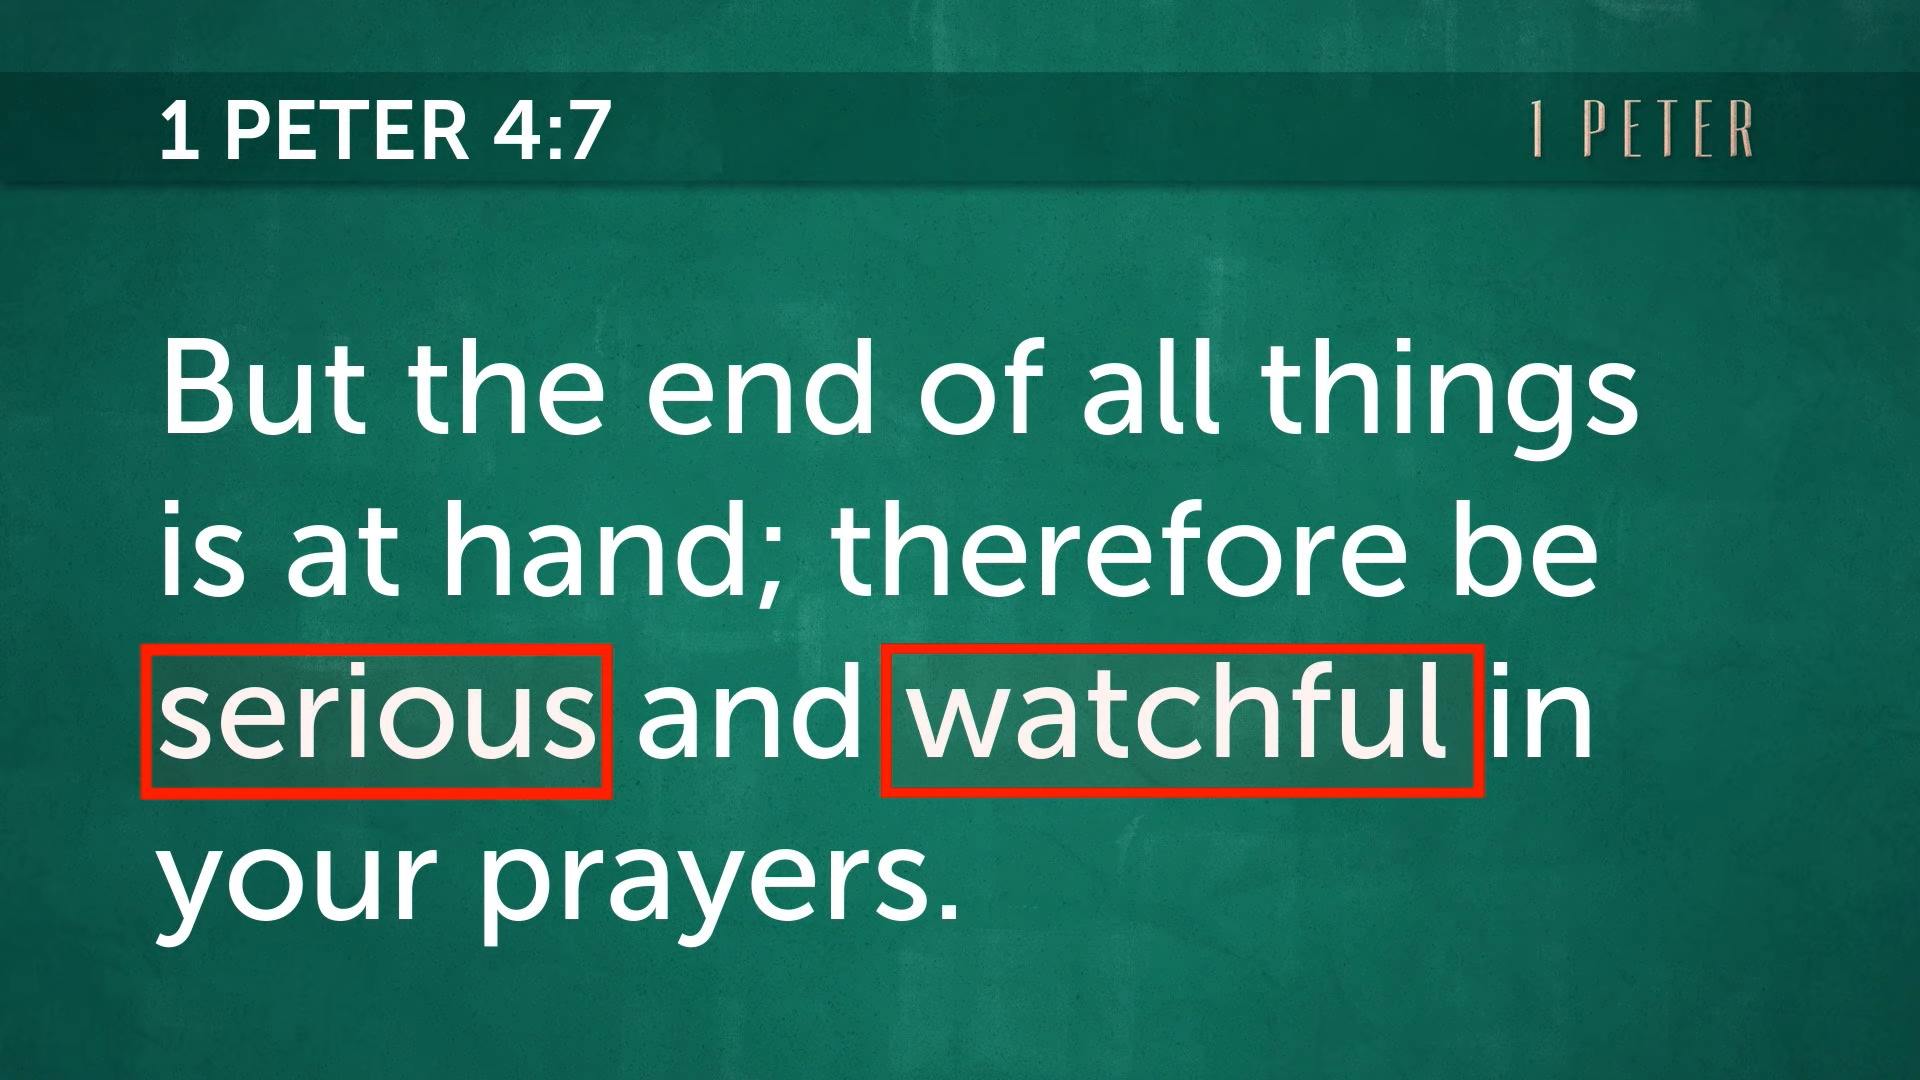 1 PETER 4:7
1 PETER
But the end of all things
is at hand; therefore be
serious and watchful in
your prayers.